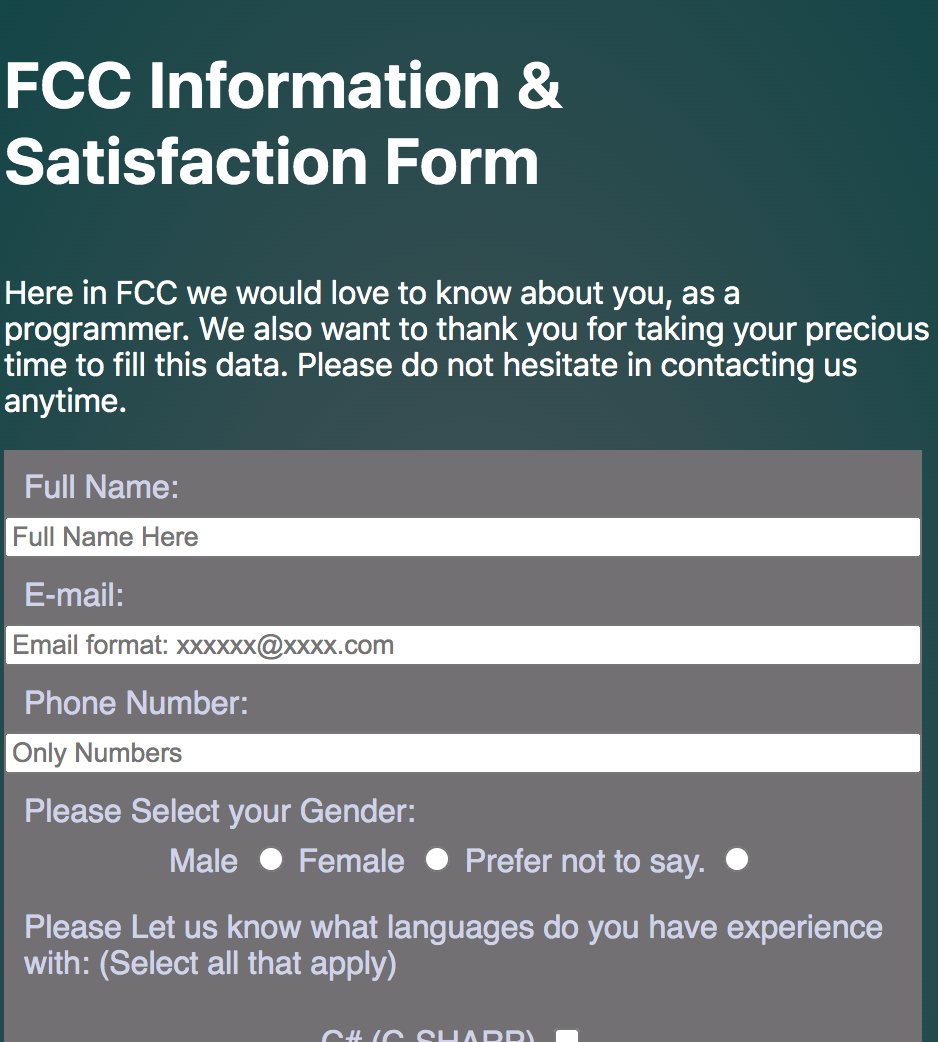 FCC Information &
Satisfaction Form
Here in FCC we would love to know about you, as a
programmer. We also want to thank you for taking your precious
time to fill this data. Please do not hesitate in contacting us
anytime.
Full Name:
Full Name Here
E-mail:
Email format: xxxxxx@xxxx.com
Phone Number:
Only Numbers
Please Select your Gender:
Male Female Prefer not to say.
Please Let us know what languages do you have experience
with: (Select all that apply)
C# (C-SHARP)